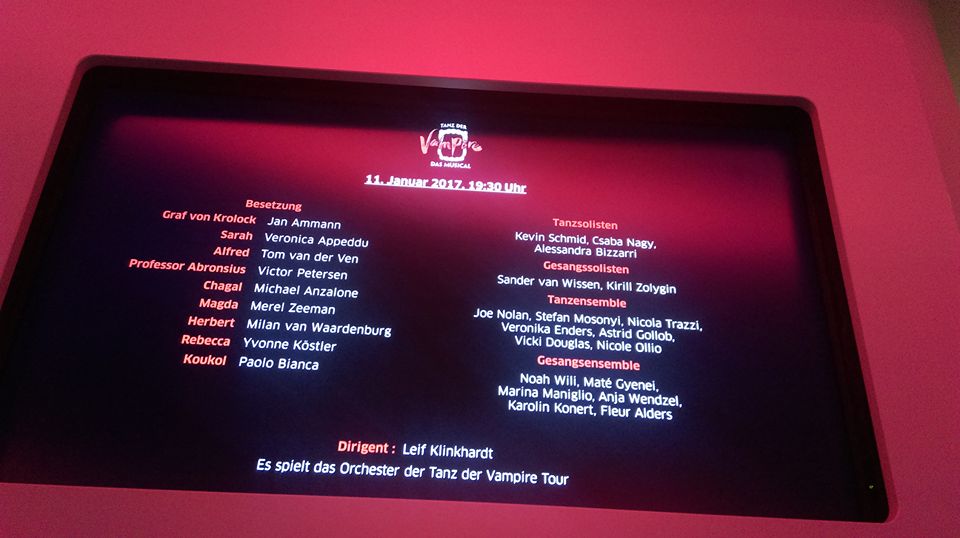 TANZ DER
VAMPIRE
DAS MUSICAL
11. Januar 2017, 19:30 Uhr
Besetzung
Graf von Krolock Jan Ammann
Sarah Veronica Appeddu
Alfred Tom van der Ven
Professor Abronsius Victor Petersen
Chagal Michael Anzalone
Magda Merel Zeeman
Herbert Milan van Waardenburg
Rebecca Yvonne Köstler
Koukol Paolo Bianca
Tanzsolisten
Kevin Schmid, Csaba Nagy,
Alessandra Bizzarri
Gesangssolisten
Sander van Wissen, Kirill Zolygin
Tanzensemble
Joe Nolan, Stefan Mosonyi, Nicola Trazzi,
Veronika Enders, Astrid Gollob,
Vicki Douglas, Nicole Ollio
Gesangsensemble
Noah Wili, Maté Gyenei,
Marina Maniglio, Anja Wendzel,
Karolin Konert, Fleur Alders
Dirigent : Leif Klinkhardt
Es spielt das Orchester der Tanz der Vampire Tour